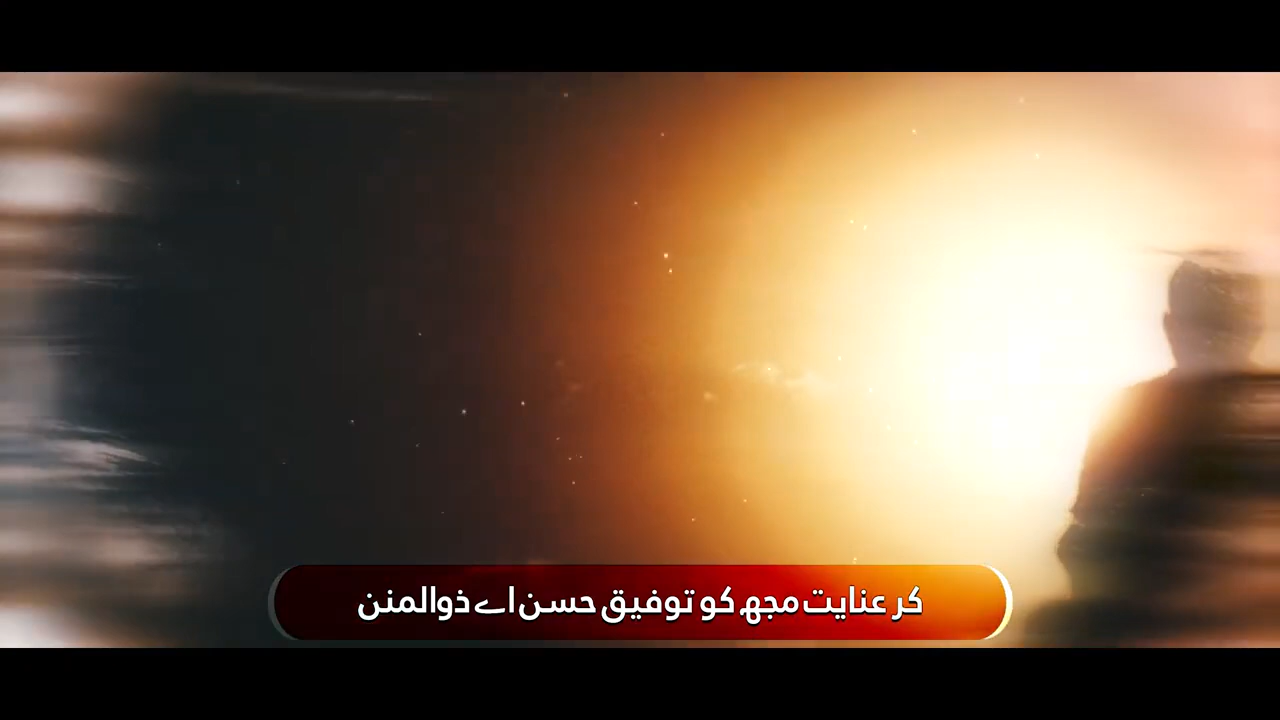 کر عنایت مجھ کو توفیق حسن اے ذوالمنن